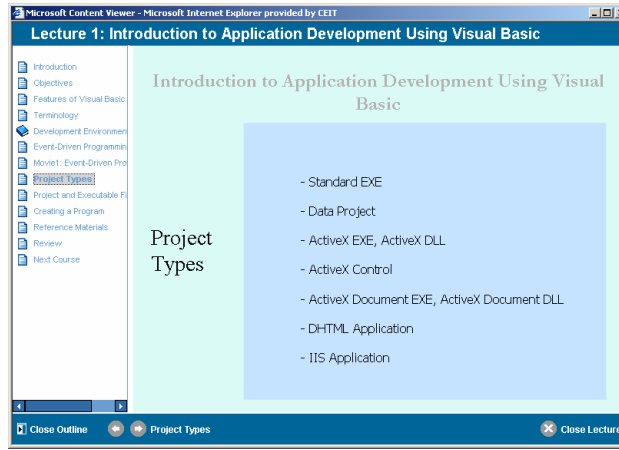 Microsoft Content Viewer - Microsoft Internet Explorer provided by CEIT
Lecture 1: Introduction to Application Development Using Visual Basic
Introduction
Objectives
Features of Visual Basic
Terminology
Development Environmen
Event-Driven Programmin
Movie1: Event-Driven Pro
Project Types
Project and Executable Fi
Creating a Program
Reference Materials
Review
Next Course
Introduction to Application Development Using Visual
Basic
Project
Types
- Standard EXE
- Data Project
- ActiveX EXE, ActiveX DLL
- ActiveX Control
- ActiveX Document EXE, ActiveX Document DLL
- DHTML Application
- IIS Application
Close Outline
Project Types
Close Lecture